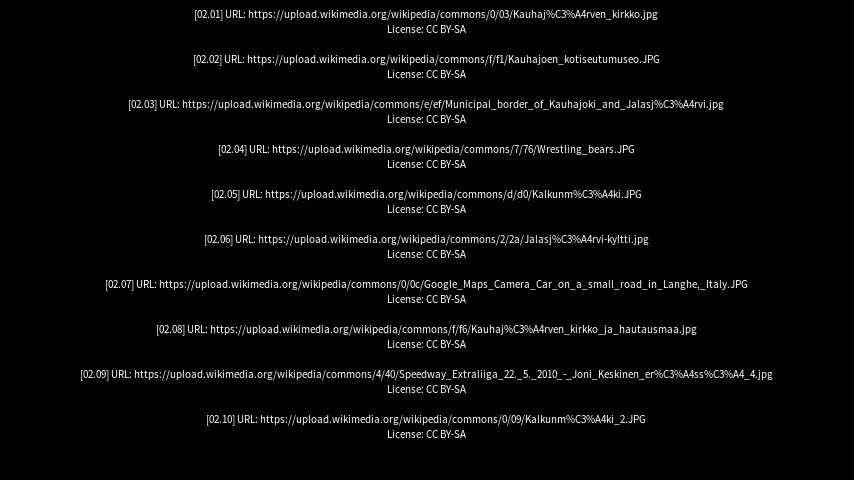 [02.01] URL: https://upload.wikimedia.org/wikipedia/commons/0/03/Kauhaj%C3%A4rven_kirkko.jpg
License: CC BY-SA
[02.02] URL: https://upload.wikimedia.org/wikipedia/commons/f/f1/Kauhajoen_kotiseutumuseo.JPG
License: CC BY-SA
[02.03] URL: https://upload.wikimedia.org/wikipedia/commons/e/ef/Municipal_border_of_Kauhajoki_and_Jalasj%C3%A4rvi.jpg
License: CC BY-SA
[02.04] URL: https://upload.wikimedia.org/wikipedia/commons/7/76/Wrestling_bears.JPG
License: CC BY-SA
[02.05] URL: https://upload.wikimedia.org/wikipedia/commons/d/d0/Kalkunm%C3%A4ki.JPG
License: CC BY-SA
[02.06] URL: https://upload.wikimedia.org/wikipedia/commons/2/2a/Jalasj%C3%A4rvi-kyltti.jpg
License: CC BY-SA
[02.07] URL: https://upload.wikimedia.org/wikipedia/commons/0/0c/Google_Maps_Camera_Car_on_a_small_road_in_Langhe,_Italy.JPG
License: CC BY-SA
[02.08] URL: https://upload.wikimedia.org/wikipedia/commons/f/f6/Kauhaj%C3%A4rven_kirkko_ja_hautausmaa.jpg
License: CC BY-SA
[02.09] URL: https://upload.wikimedia.org/wikipedia/commons/4/40/Speedway_Extraliiga_22._5._2010_-_Joni_Keskinen_er%C3%A4ss%C3%A4_4.jpg
License: CC BY-SA
[02.10] URL: https://upload.wikimedia.org/wikipedia/commons/0/09/Kalkunm%C3%A4ki_2.JPG
License: CC BY-SA